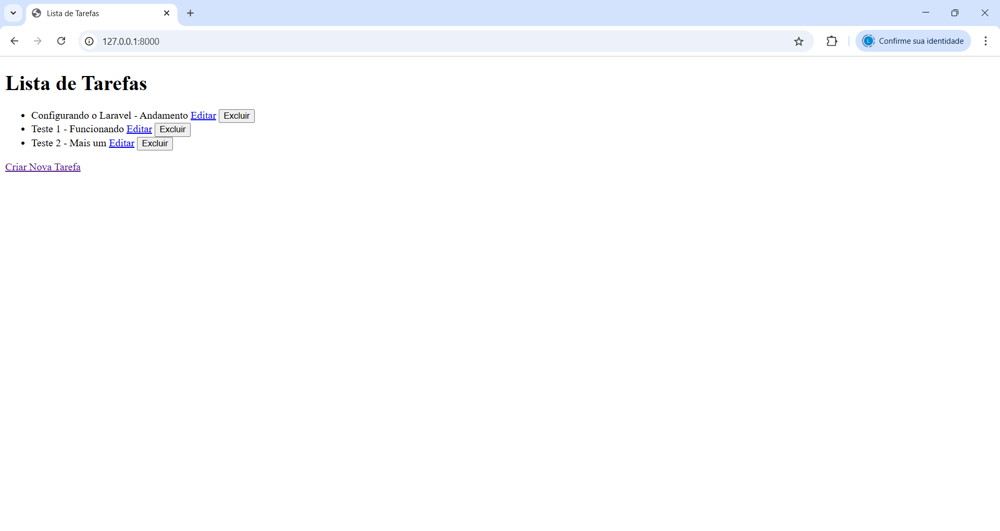 Lista de Tarefas
127.0.0.1:8000
L Confirme sua identidade
Lista de Tarefas
Configurando o Laravel - Andamento Editar Excluir
Teste 1 - Funcionando Editar Excluir
Teste 2 - Mais um Editar Excluir
Criar Nova Tarefa